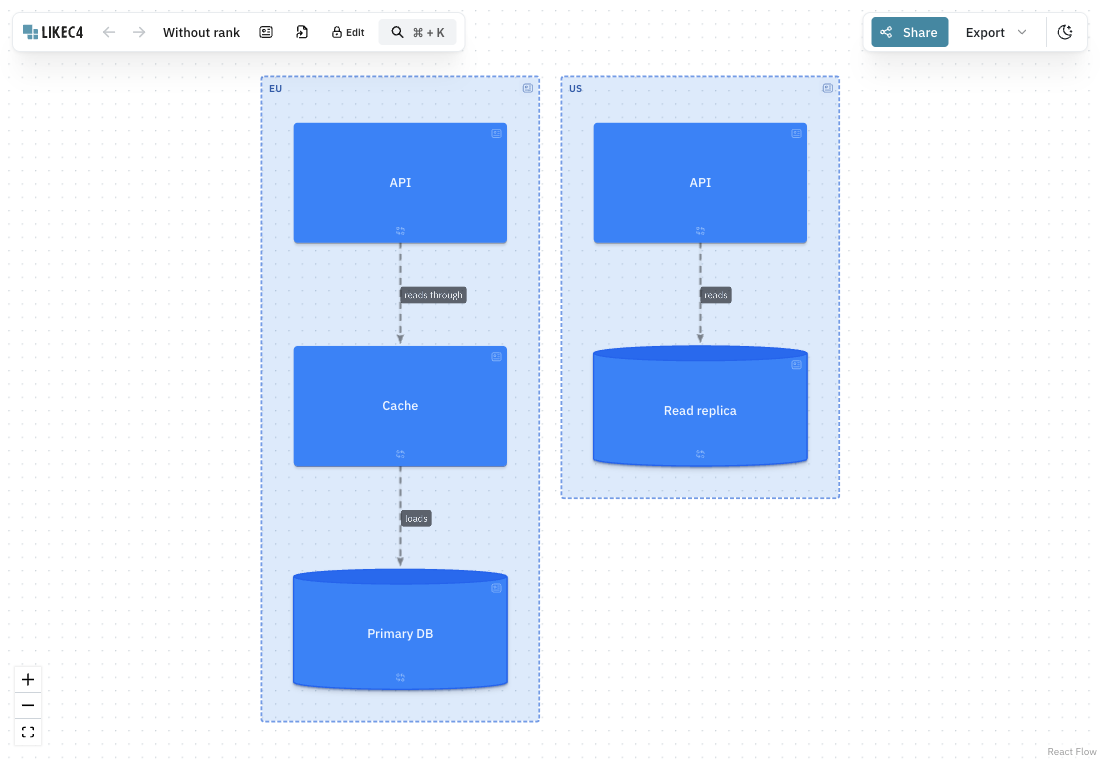 LIKEC4
Without rank
Edit
⌘ + K
Share
Export
EU
API
reads through
Cache
loads
Primary DB
US
API
reads
Read replica
React Flow